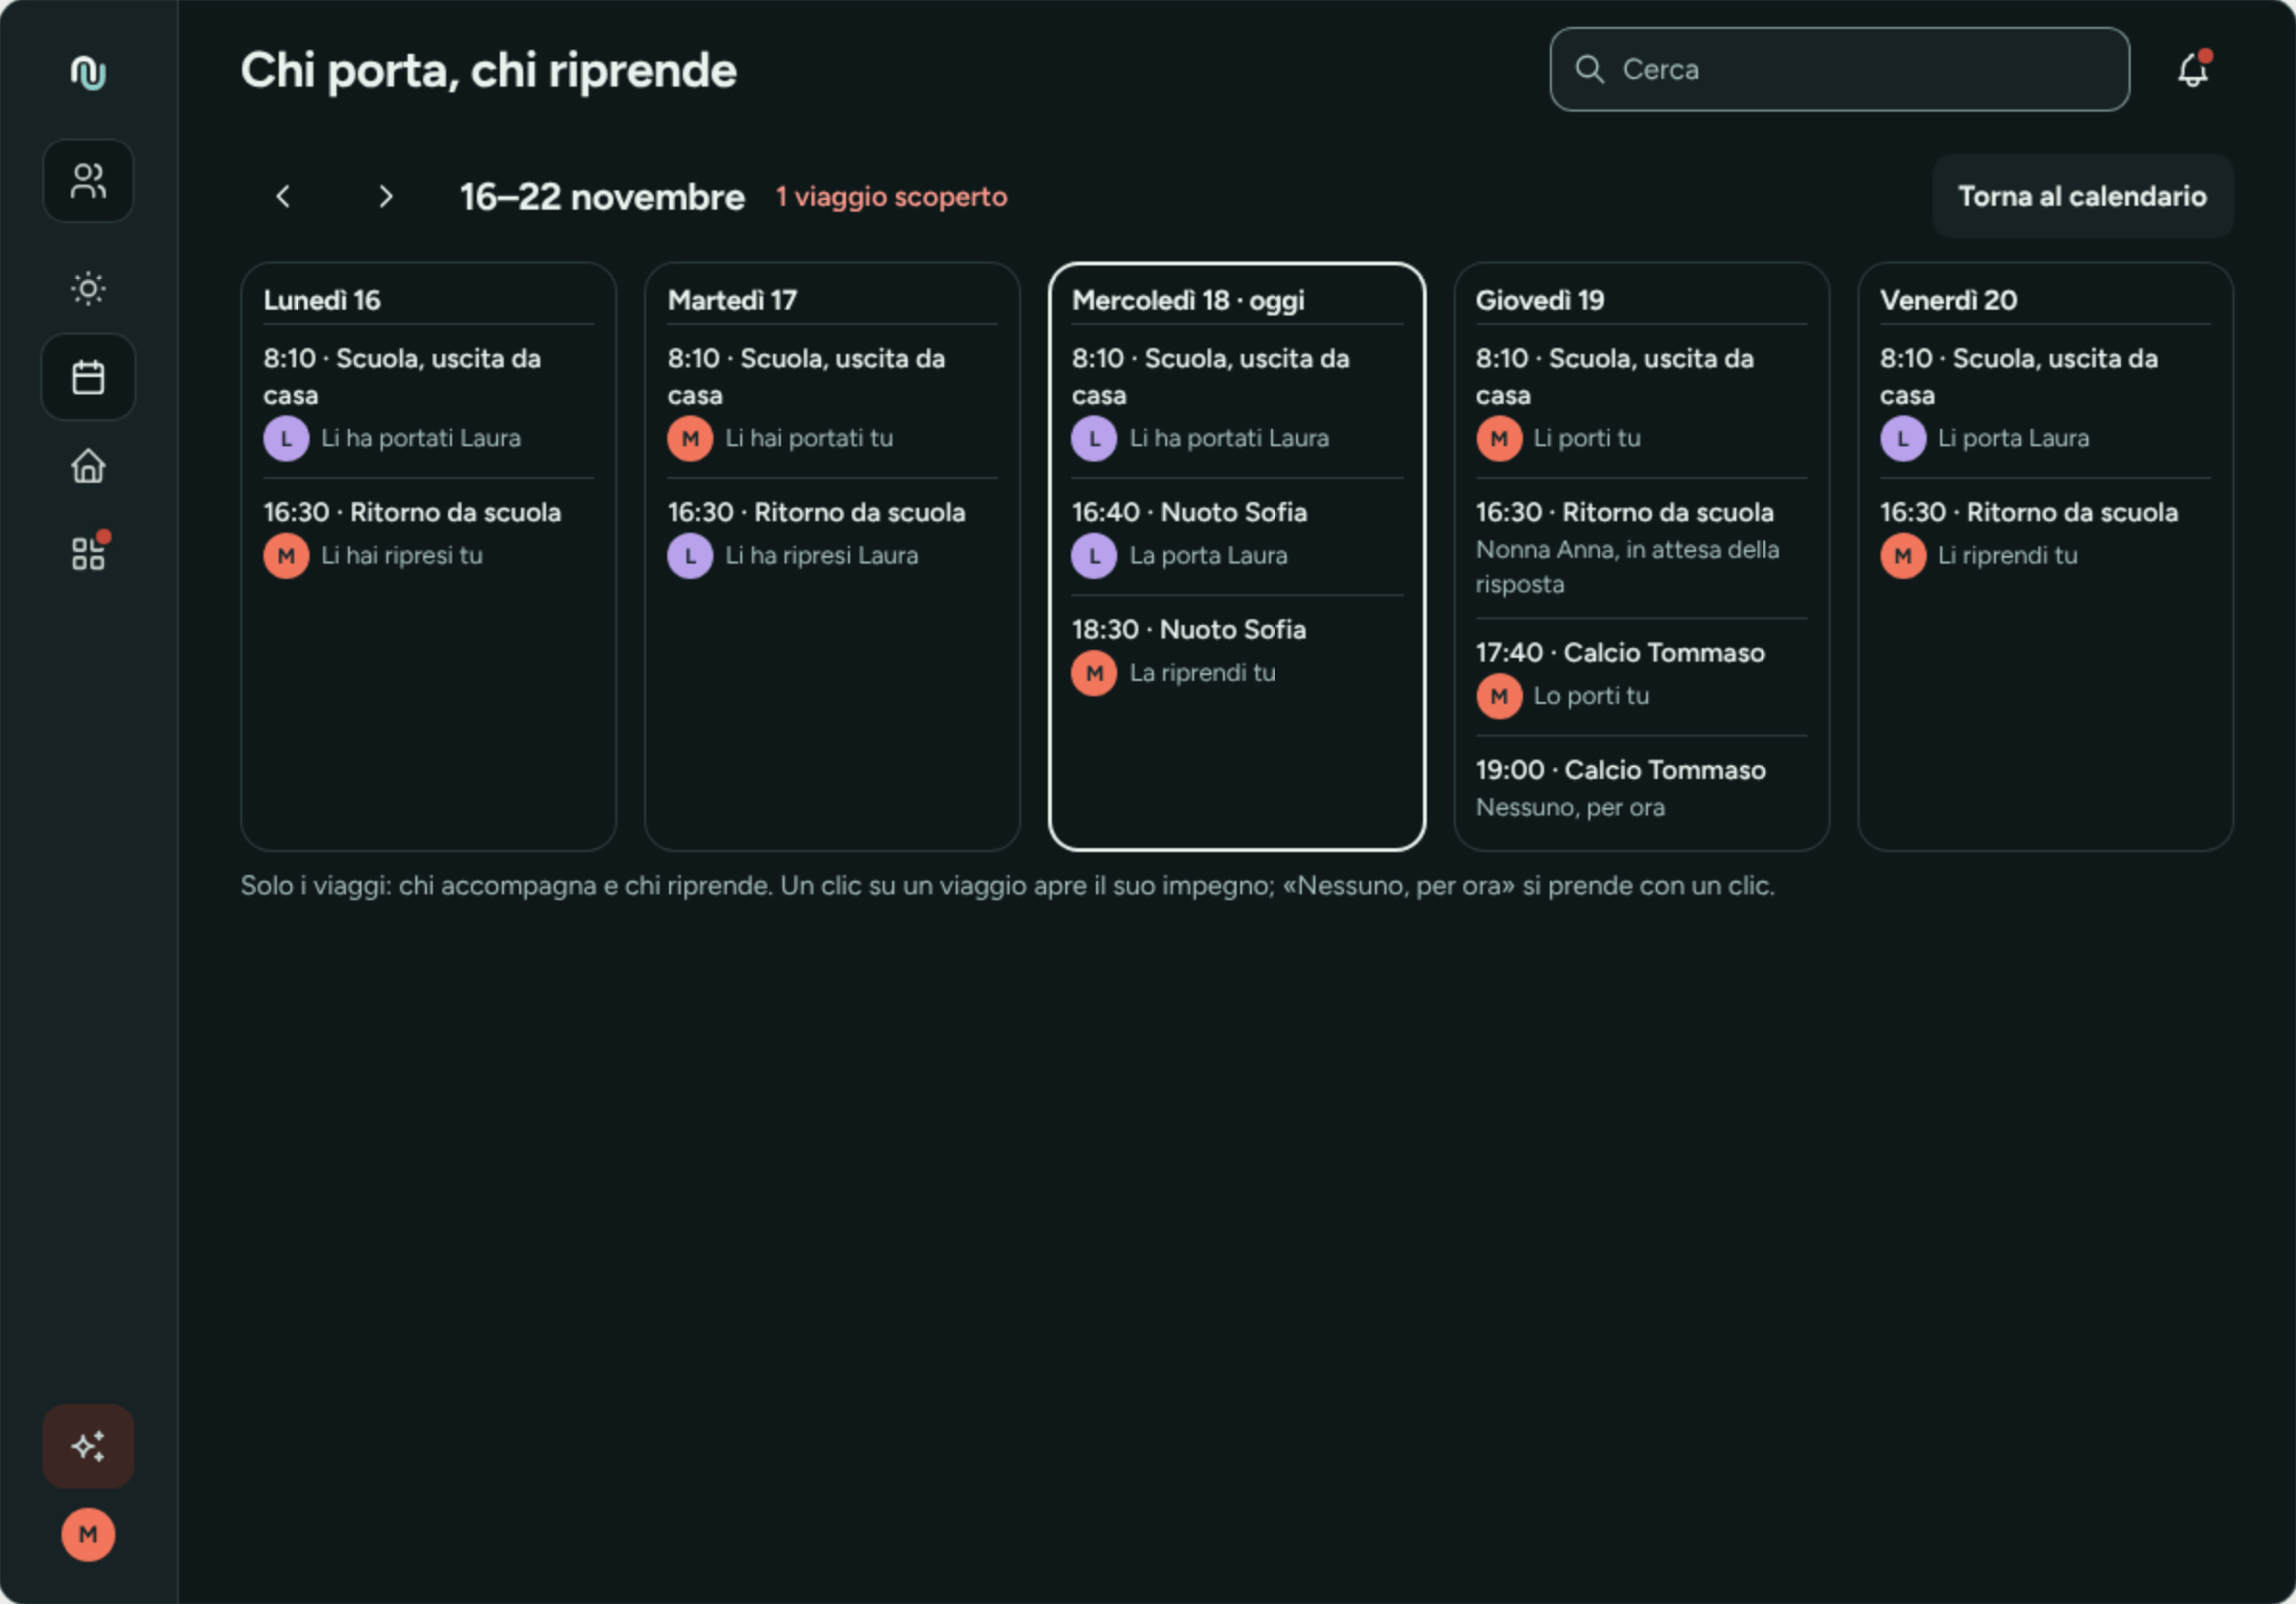 Chi porta, chi riprende
Cerca
16–22 novembre
1 viaggio scoperto
Torna al calendario
Lunedì 16
8:10 · Scuola, uscita da
casa
L
Li ha portati Laura
16:30 · Ritorno da scuola
M
Li hai ripresi tu
Martedì 17
8:10 · Scuola, uscita da
casa
M
Li hai portati tu
16:30 · Ritorno da scuola
L
Li ha ripresi Laura
Mercoledì 18 · oggi
8:10 · Scuola, uscita da
casa
L
Li ha portati Laura
16:40 · Nuoto Sofia
L
La porta Laura
18:30 · Nuoto Sofia
M
La riprendi tu
Giovedì 19
8:10 · Scuola, uscita da
casa
M
Li porti tu
16:30 · Ritorno da scuola
Nonna Anna, in attesa della
risposta
17:40 · Calcio Tommaso
M
Lo porti tu
19:00 · Calcio Tommaso
Nessuno, per ora
Venerdì 20
8:10 · Scuola, uscita da
casa
L
Li porta Laura
16:30 · Ritorno da scuola
M
Li riprendi tu
Solo i viaggi: chi accompagna e chi riprende. Un clic su un viaggio apre il suo impegno; «Nessuno, per ora» si prende con un clic.
M